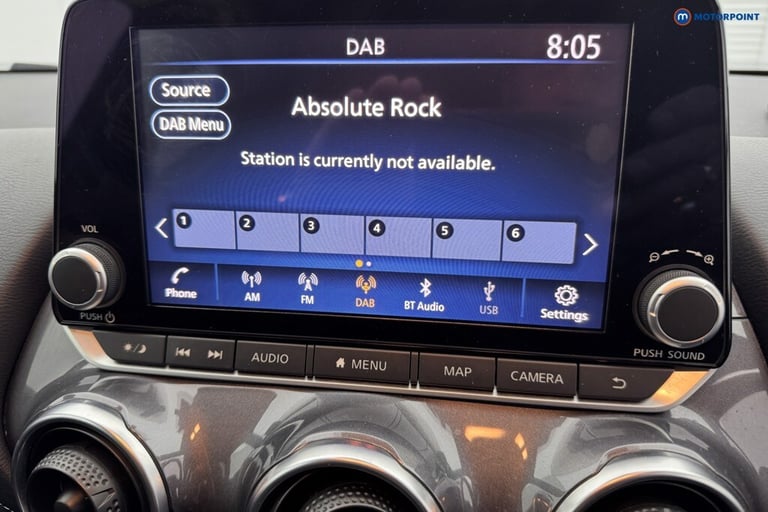 m MOTORPOINT
DAB 8:05
Source
Absolute Rock
DAB Menu
Station is currently not available.
1 2 3 4 5 6
VOL
Phone AM FM DAB BT Audio USB Settings
PUSH
PUSH SOUND
AUDIO MENU MAP CAMERA